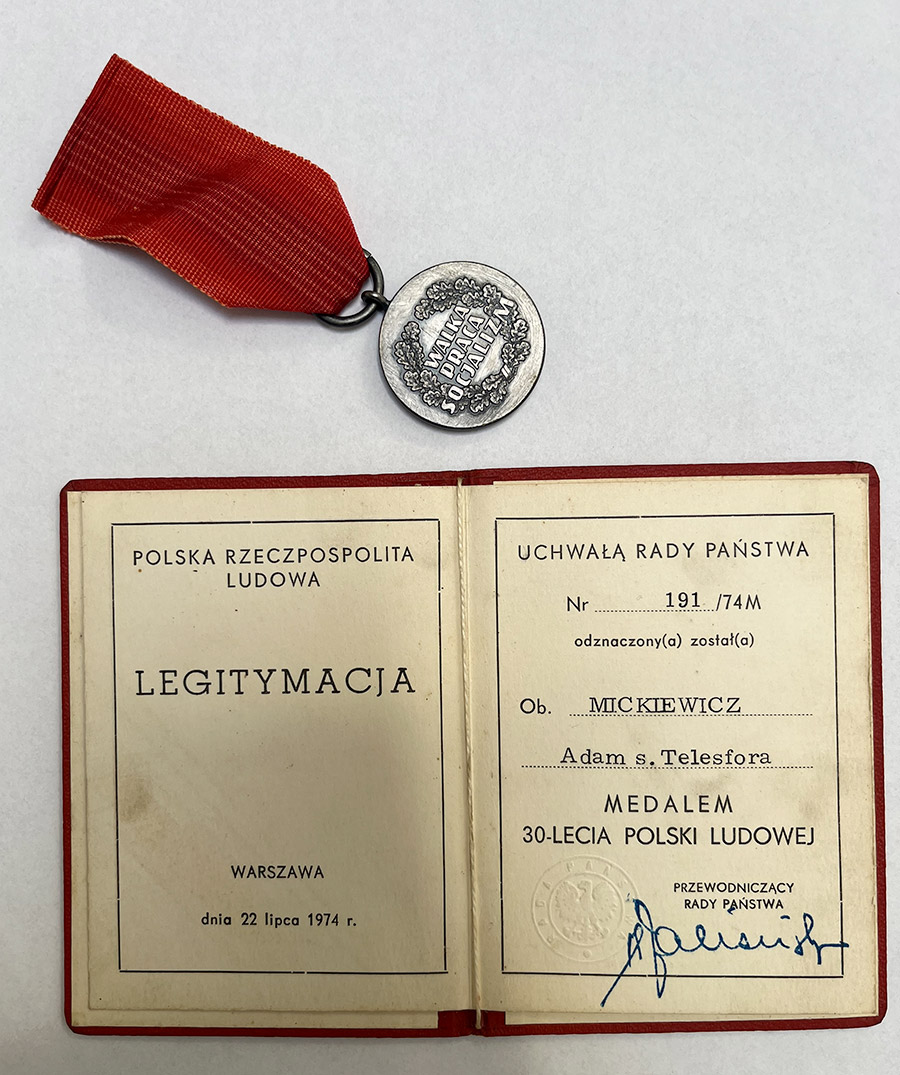 WALKA
PRACA
SOCJALIZM
POLSKA RZECZPOSPOLITA
LUDOWA
LEGITYMACJA
WARSZAWA
dnia 22 lipca 1974 r.
UCHWAŁĄ RADY PAŃSTWA
Nr 191 /74M
odznaczony(a) został(a)
Ob. MICKIEWICZ
Adam s. Telesfora
MEDALEM
30-LECIA POLSKI LUDOWEJ
PRZEWODNICZĄCY
RADY PAŃSTWA